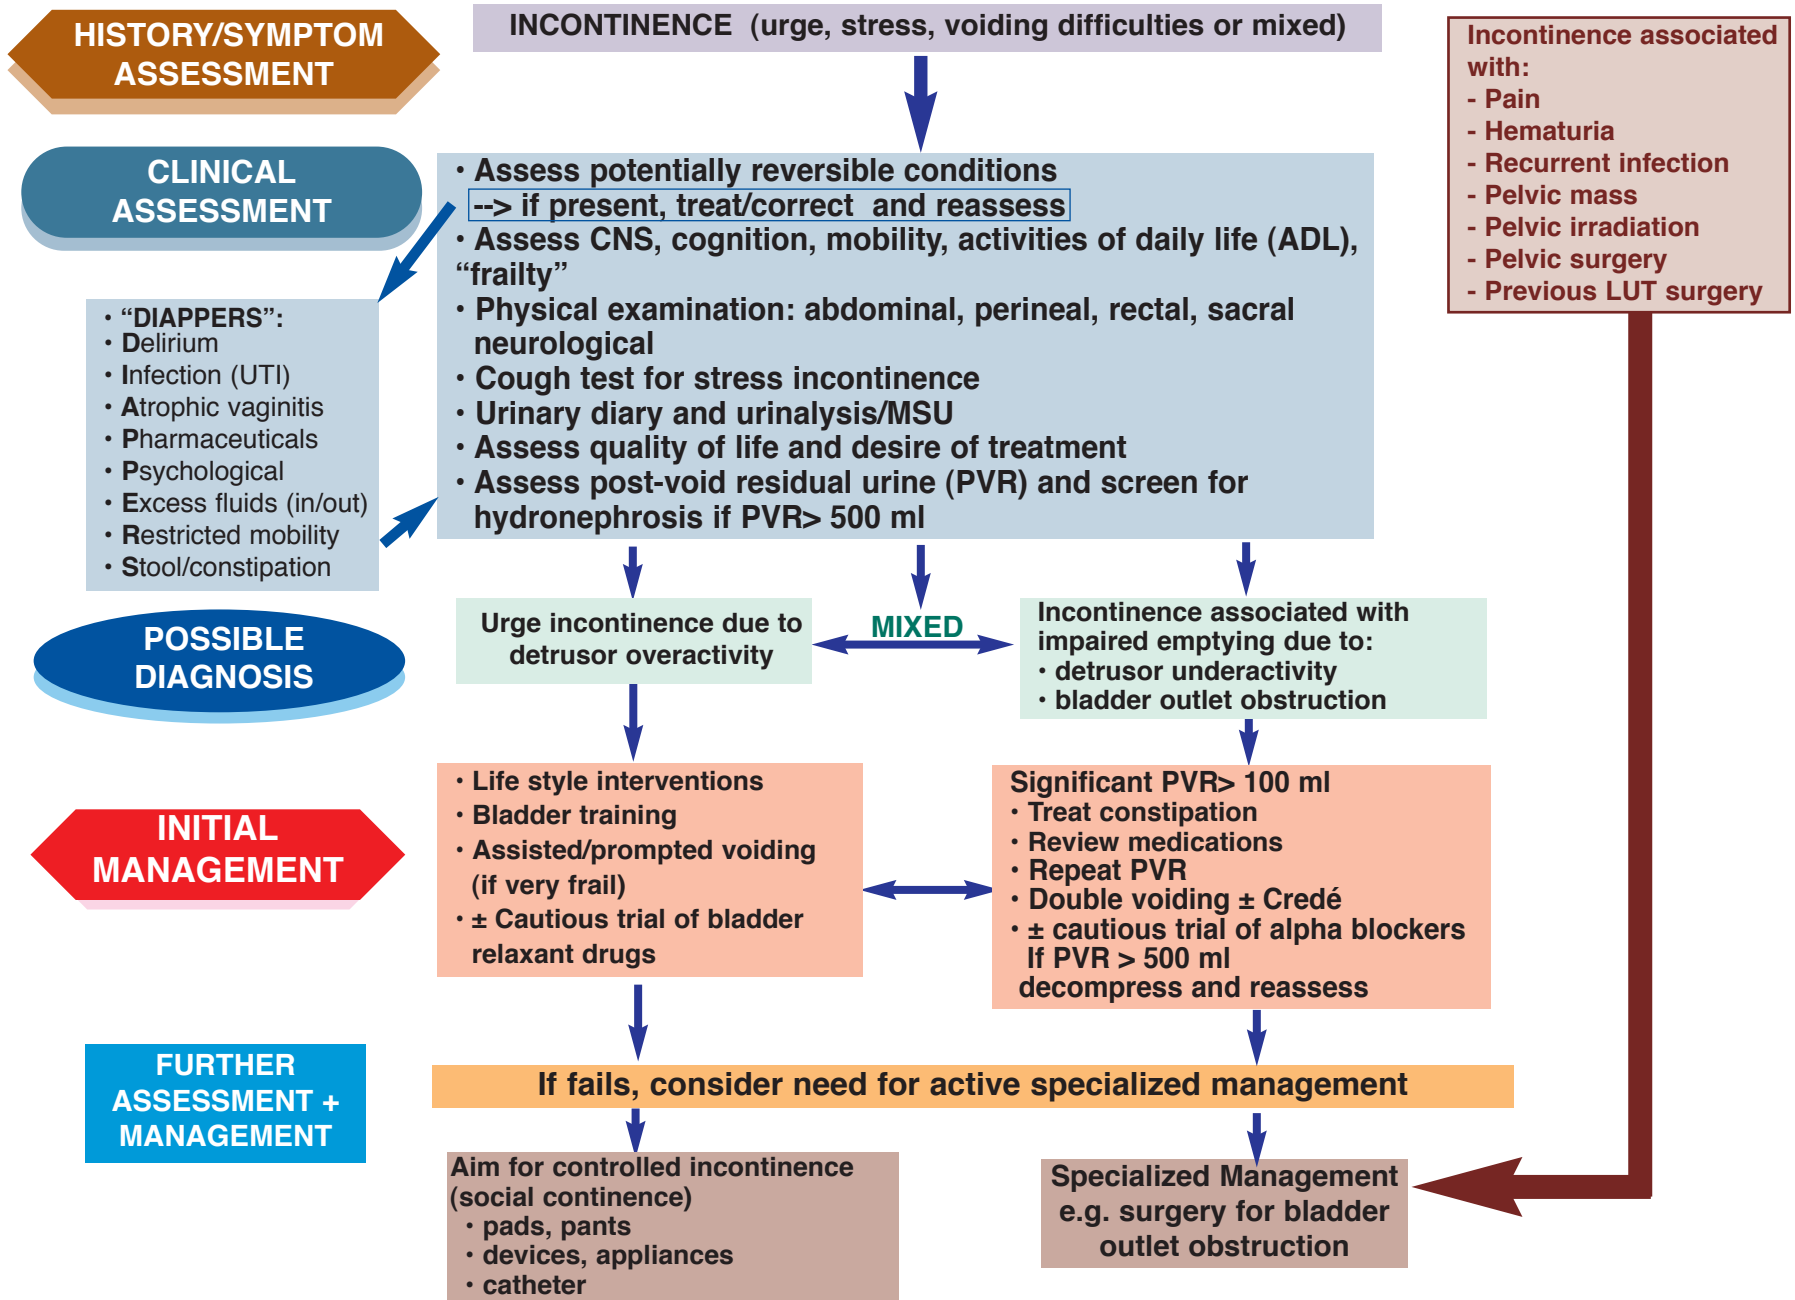 HISTORY/SYMPTOM
ASSESSMENT
INCONTINENCE (urge, stress, voiding difficulties or mixed)
Incontinence associated
with:
- Pain
- Hematuria
- Recurrent infection
- Pelvic mass
- Pelvic irradiation
- Pelvic surgery
- Previous LUT surgery
CLINICAL
ASSESSMENT
• Assess potentially reversible conditions
--> if present, treat/correct and reassess
• Assess CNS, cognition, mobility, activities of daily life (ADL),
“frailty”
• Physical examination: abdominal, perineal, rectal, sacral
neurological
• Cough test for stress incontinence
• Urinary diary and urinalysis/MSU
• Assess quality of life and desire of treatment
• Assess post-void residual urine (PVR) and screen for
hydronephrosis if PVR> 500 ml
• “DIAPPERS”:
• Delirium
• Infection (UTI)
• Atrophic vaginitis
• Pharmaceuticals
• Psychological
• Excess fluids (in/out)
• Restricted mobility
• Stool/constipation
POSSIBLE
DIAGNOSIS
Urge incontinence due to
detrusor overactivity
MIXED
Incontinence associated with
impaired emptying due to:
• detrusor underactivity
• bladder outlet obstruction
INITIAL
MANAGEMENT
• Life style interventions
• Bladder training
• Assisted/prompted voiding
(if very frail)
• ± Cautious trial of bladder
relaxant drugs
Significant PVR> 100 ml
• Treat constipation
• Review medications
• Repeat PVR
• Double voiding ± Credé
• ± cautious trial of alpha blockers
If PVR > 500 ml
decompress and reassess
FURTHER
ASSESSMENT +
MANAGEMENT
If fails, consider need for active specialized management
Aim for controlled incontinence
(social continence)
• pads, pants
• devices, appliances
• catheter
Specialized Management
e.g. surgery for bladder
outlet obstruction